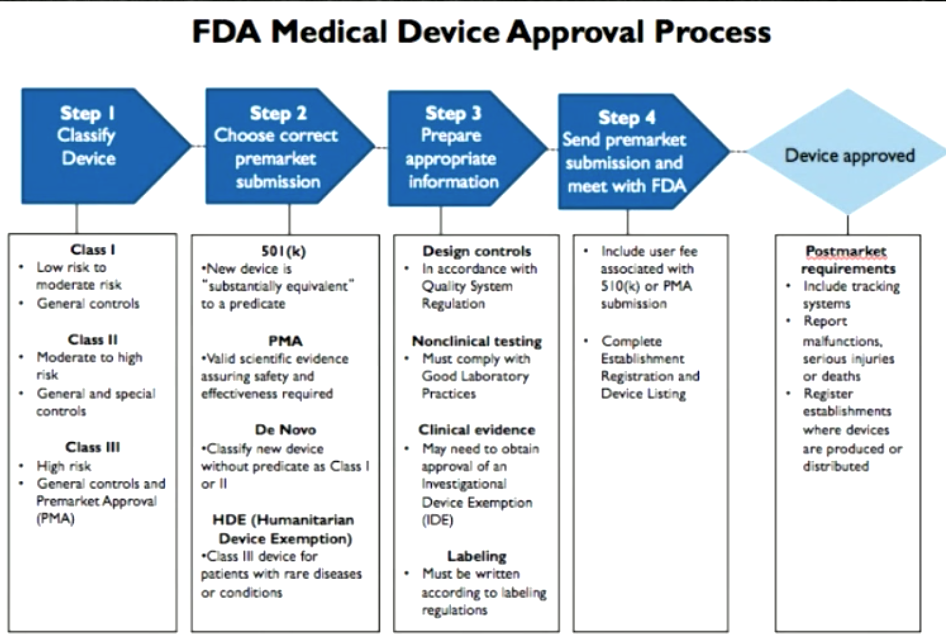 FDA Medical Device Approval Process
Step 1
Classify
Device
Step 2
Choose correct
premarket
submission
Step 3
Prepare
appropriate
information
Step 4
Send premarket
submission and
meet with FDA
Device approved
Class I
• Low risk to
moderate risk
• General controls
Class II
• Moderate to high
risk
• General and special
controls
Class III
• High risk
• General controls and
Premarket Approval
(PMA)
501(k)
•New device is
"substantially equivalent"
to a predicate
PMA
•Valid scientific evidence
assuring safety and
effectiveness required
De Novo
•Classify new device
without predicate as Class I
or II
HDE (Humanitarian
Device Exemption)
•Class III device for
patients with rare diseases
or conditions
Design controls
• In accordance with
Quality System
Regulation
Nonclinical testing
• Must comply with
Good Laboratory
Practices
Clinical evidence
• May need to obtain
approval of an
Investigational
Device Exemption
(IDE)
Labeling
• Must be written
according to labeling
regulations
• Include user fee
associated with
510(k) or PMA
submission
• Complete
Establishment
Registration and
Device Listing
Postmarket
requirements
• Include tracking
systems
• Report
malfunctions,
serious injuries
or deaths
• Register
establishments
where devices
are produced or
distributed